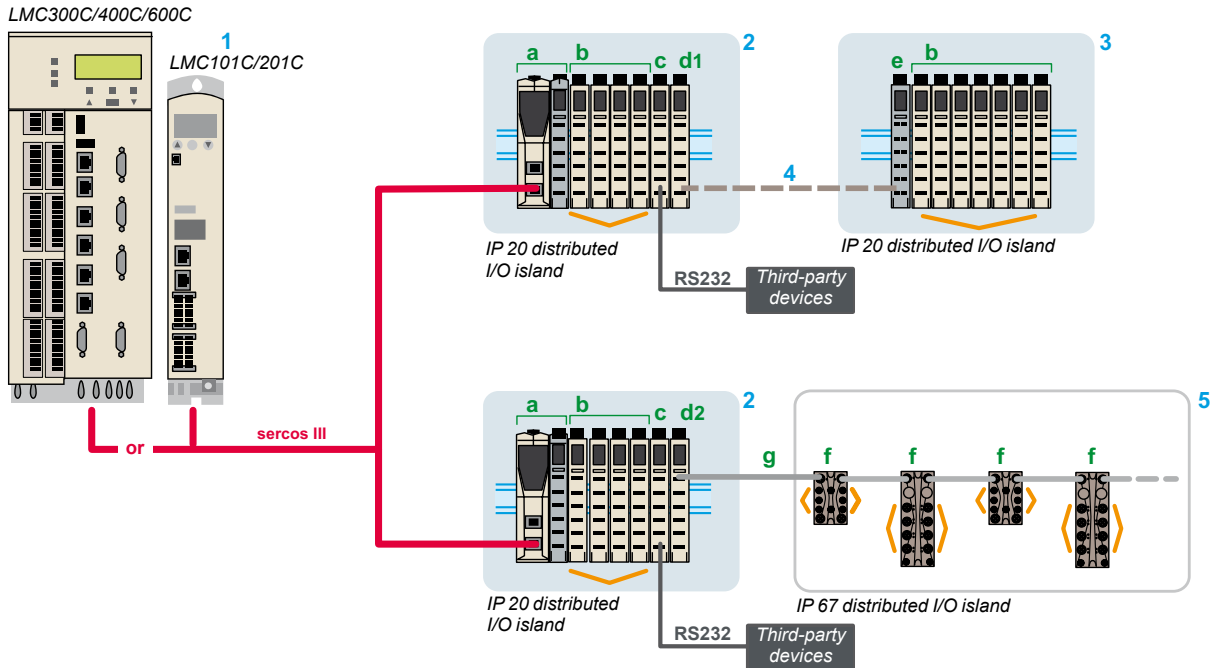 LMC300C/400C/600C
1
LMC101C/201C
2
3
a b c d1
e b
4
IP 20 distributed
I/O island
IP 20 distributed I/O island
RS232
Third-party
devices
or
sercos III
2
5
a b c d2
g f f f f
IP 20 distributed
I/O island
IP 67 distributed I/O island
RS232
Third-party
devices